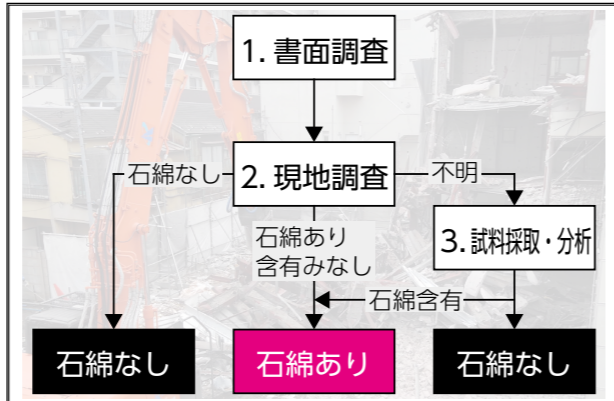 1. 書面調査
石綿なし
2. 現地調査
不明
石綿あり
含有みなし
3. 試料採取・分析
石綿含有
石綿なし
石綿あり
石綿なし